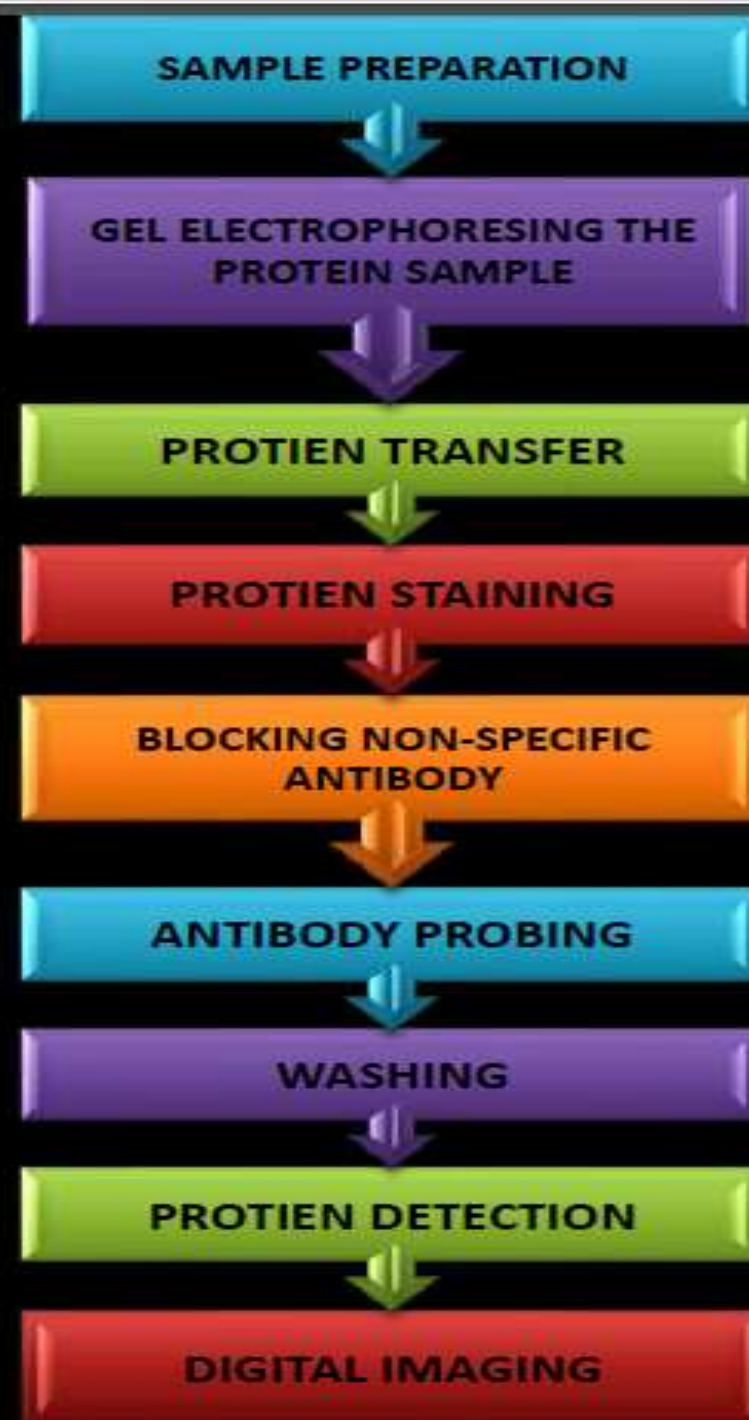 SAMPLE PREPARATION
GEL ELECTROPHORESING THE
PROTEIN SAMPLE
PROTIEN TRANSFER
PROTIEN STAINING
BLOCKING NON-SPECIFIC
ANTIBODY
ANTIBODY PROBING
WASHING
PROTIEN DETECTION
DIGITAL IMAGING